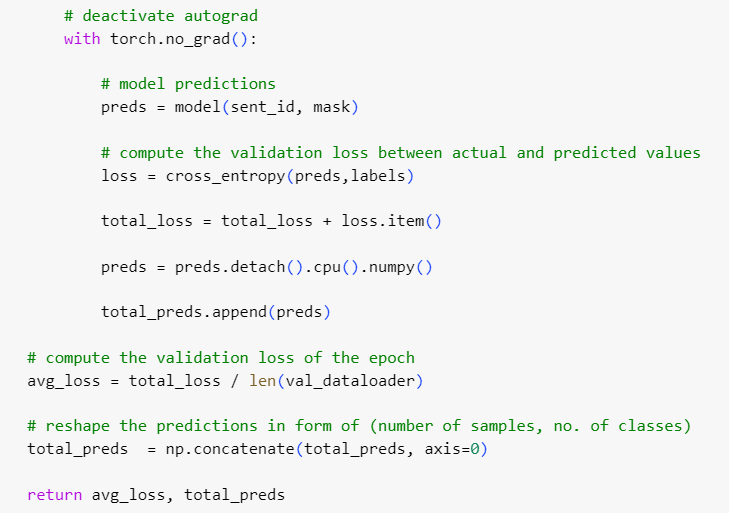 # deactivate autograd
with torch.no_grad():
# model predictions
preds = model(sent_id, mask)
# compute the validation loss between actual and predicted values
loss = cross_entropy(preds,labels)
total_loss = total_loss + loss.item()
preds = preds.detach().cpu().numpy()
total_preds.append(preds)
# compute the validation loss of the epoch
avg_loss = total_loss / len(val_dataloader)
# reshape the predictions in form of (number of samples, no. of classes)
total_preds  = np.concatenate(total_preds, axis=0)
return avg_loss, total_preds